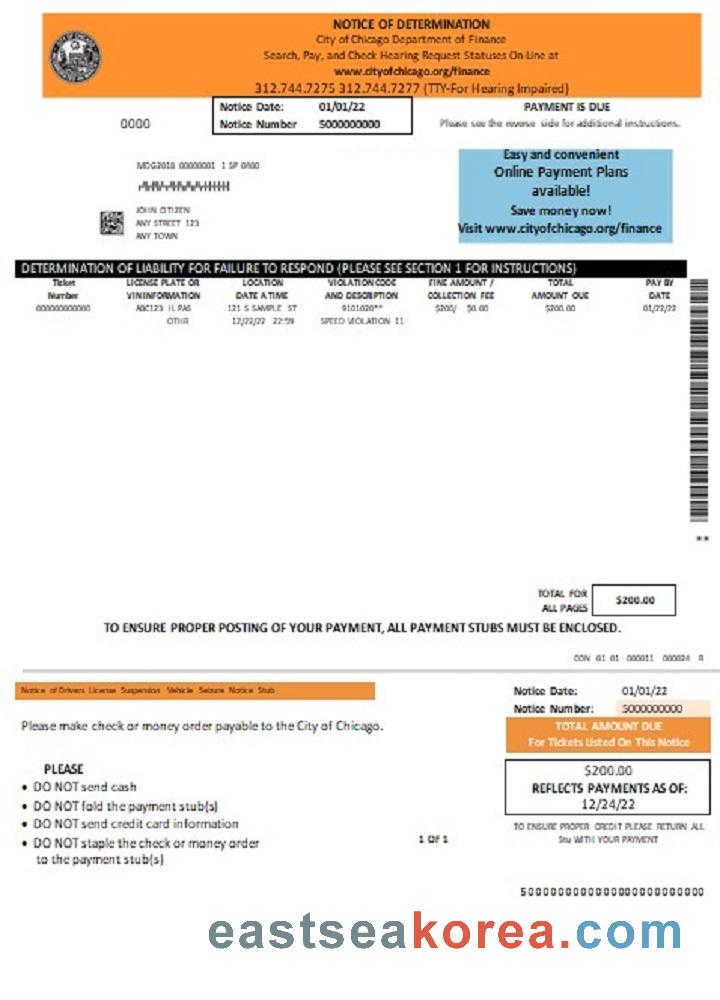 NOTICE OF DETERMINATION
City of Chicago Department of Finance
Search, Pay, and Check Hearing Request Statuses On-Line at
www.cityofchicago.org/finance
312.744.7275 312.744.7277 (TTY-For Hearing Impaired)
Notice Date: 01/01/22
Notice Number 5000000000
0000
PAYMENT IS DUE
Please see the reverse side for additional instructions.
MDG2018 00000001 1 SP 0400
JOHN CITIZEN
ANY STREET 123
ANY TOWN
Easy and convenient
Online Payment Plans
available!
Save money now!
Visit www.cityofchicago.org/finance
DETERMINATION OF LIABILITY FOR FAILURE TO RESPOND (PLEASE SEE SECTION 1 FOR INSTRUCTIONS)
Ticket LICENSE PLATE OR LOCATION VIOLATION CODE FINE AMOUNT / TOTAL PAY BY
Number VIN INFORMATION DATE & TIME AND DESCRIPTION COLLECTION FEE AMOUNT DUE DATE
000000000000 ABC123 IL PAS 121 S SAMPLE ST 9101020** $200/ $0.00 $200.00 01/22/22
OTHR 12/22/22 22:59 SPEED VIOLATION 11
**
TOTAL FOR
ALL PAGES $200.00
TO ENSURE PROPER POSTING OF YOUR PAYMENT, ALL PAYMENT STUBS MUST BE ENCLOSED.
CON 01 01 000011 000024 R
Notice of Drivers License Suspension Vehicle Seizure Notice Stub
Notice Date: 01/01/22
Notice Number: 5000000000
Please make check or money order payable to the City of Chicago.
TOTAL AMOUNT DUE
For Tickets Listed On This Notice
$200.00
REFLECTS PAYMENTS AS OF:
12/24/22
PLEASE
• DO NOT send cash
• DO NOT fold the payment stub(s)
• DO NOT send credit card information
• DO NOT staple the check or money order
to the payment stub(s)
1 OF 1
TO ENSURE PROPER CREDIT PLEASE RETURN ALL
Stu WITH YOUR PAYMENT
eastseakorea.com